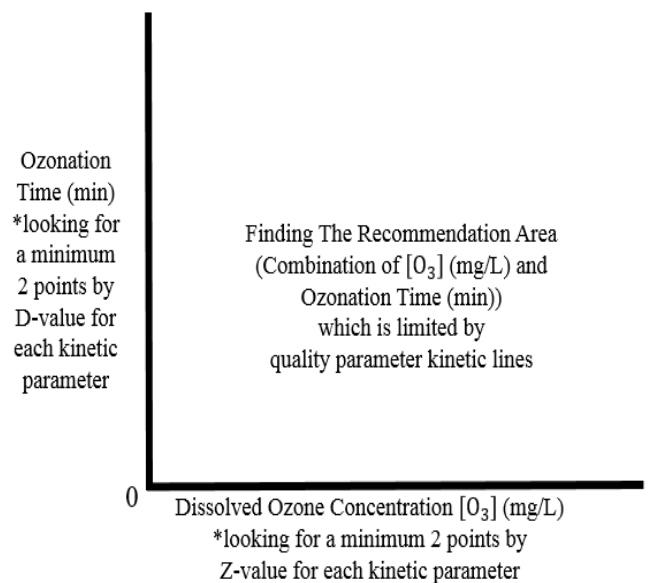 Ozonation
Time (min)
*looking for
a minimum
2 points by
D-value for
each kinetic
parameter
Finding The Recommendation Area
(Combination of [O₃] (mg/L) and
Ozonation Time (min))
which is limited by
quality parameter kinetic lines
0
Dissolved Ozone Concentration [O₃] (mg/L)
*looking for a minimum 2 points by
Z-value for each kinetic parameter